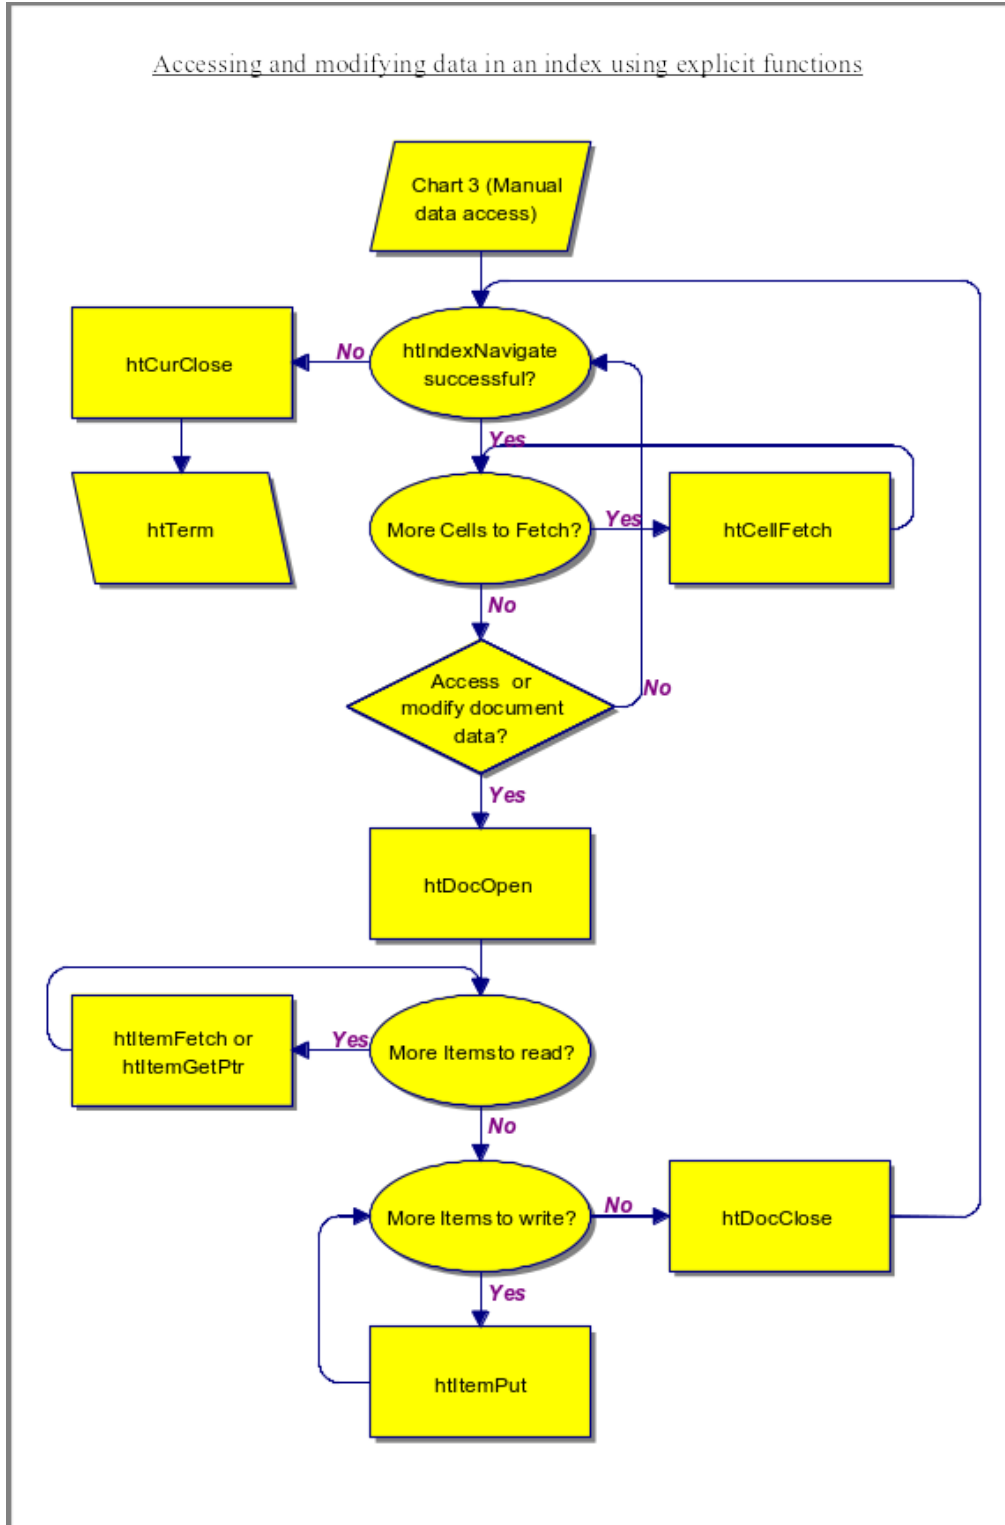 Accessing and modifying data in an index using explicit functions
Chart 3 (Manual
data access)
htCurClose
No
htIndexNavigate
successful?
Yes
htTerm
More Cells to Fetch?
Yes
htCellFetch
No
Access or
modify document
data?
No
Yes
htDocOpen
htItemFetch or
htItemGetPtr
Yes
More Items to read?
No
More Items to write?
No
htDocClose
Yes
htItemPut